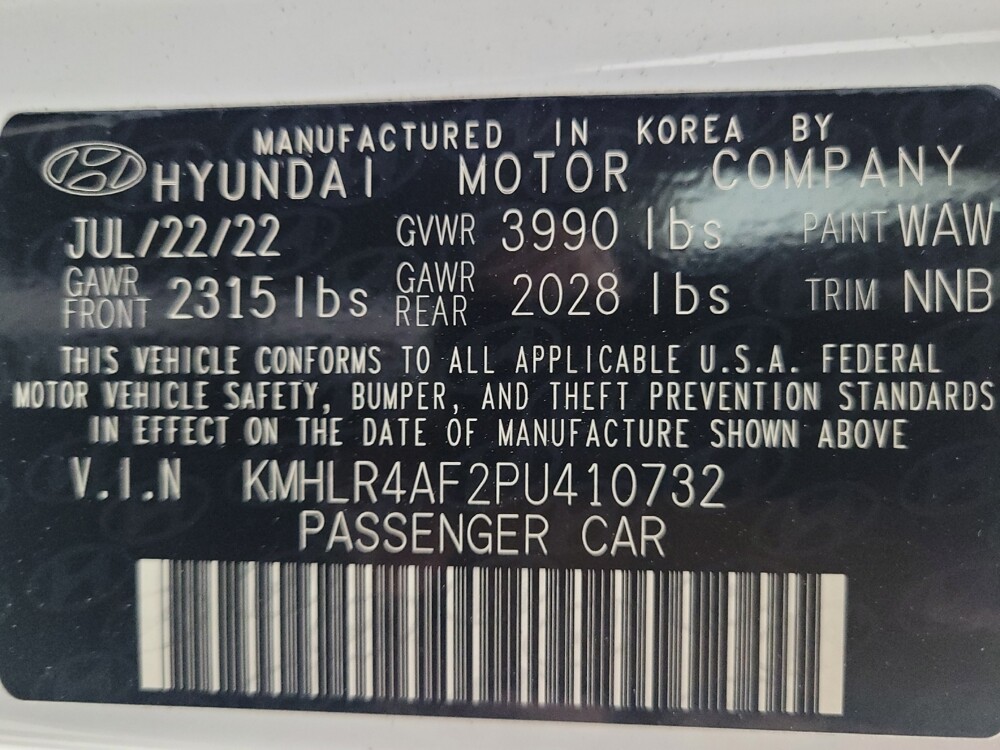 MANUFACTURED IN KOREA BY
HYUNDAI MOTOR COMPANY
JUL/22/22 GVWR 3990 lbs PAINT WAW
GAWR FRONT 2315 lbs GAWR REAR 2028 lbs TRIM NNB
THIS VEHICLE CONFORMS TO ALL APPLICABLE U.S.A. FEDERAL
MOTOR VEHICLE SAFETY, BUMPER, AND THEFT PREVENTION STANDARDS
IN EFFECT ON THE DATE OF MANUFACTURE SHOWN ABOVE
V.I.N KMHLR4AF2PU410732
PASSENGER CAR